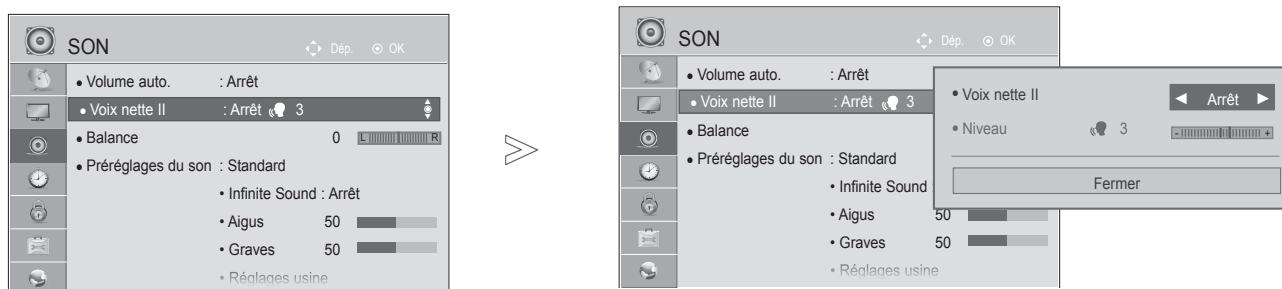 SON
Dép. OK
• Volume auto. : Arrêt
• Voix nette II : Arrêt 3
• Balance 0 L R
• Préréglages du son : Standard
• Infinite Sound : Arrêt
• Aigus 50
• Graves 50
• Réglages usine
SON
Dép. OK
• Volume auto. : Arrêt
• Voix nette II : Arrêt 3
• Balance
• Préréglages du son : Standard
• Infinite Sound :
• Aigus 50
• Graves 50
• Réglages usine
• Voix nette II ◄ Arrêt ►
• Niveau 3 - +
Fermer